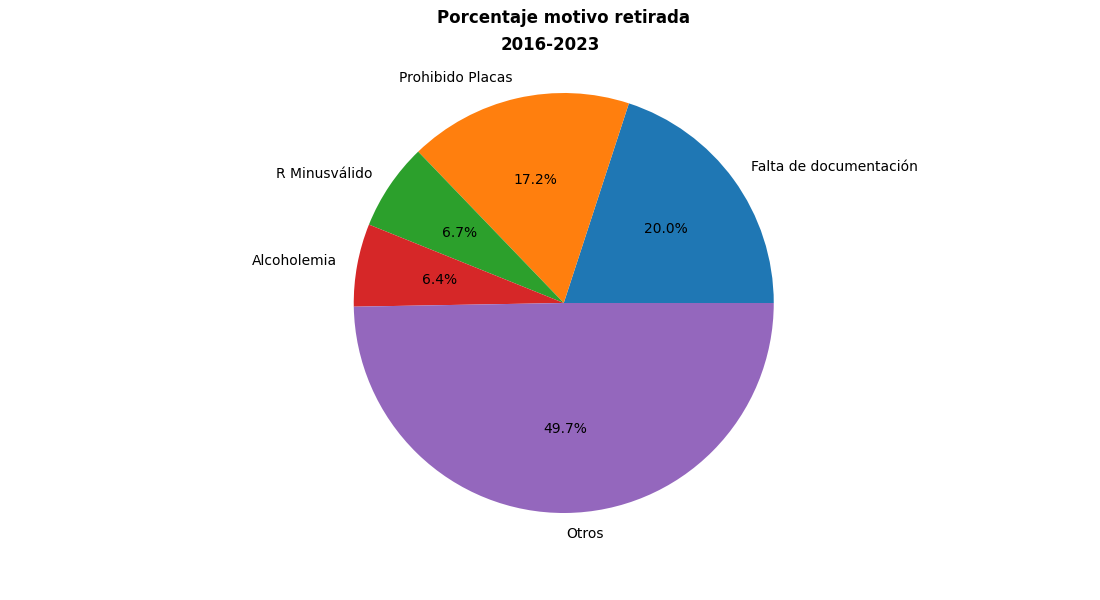 Porcentaje motivo retirada
2016-2023
Prohibido Placas
Falta de documentación
R Minusválido
17.2%
20.0%
6.7%
Alcoholemia
6.4%
49.7%
Otros